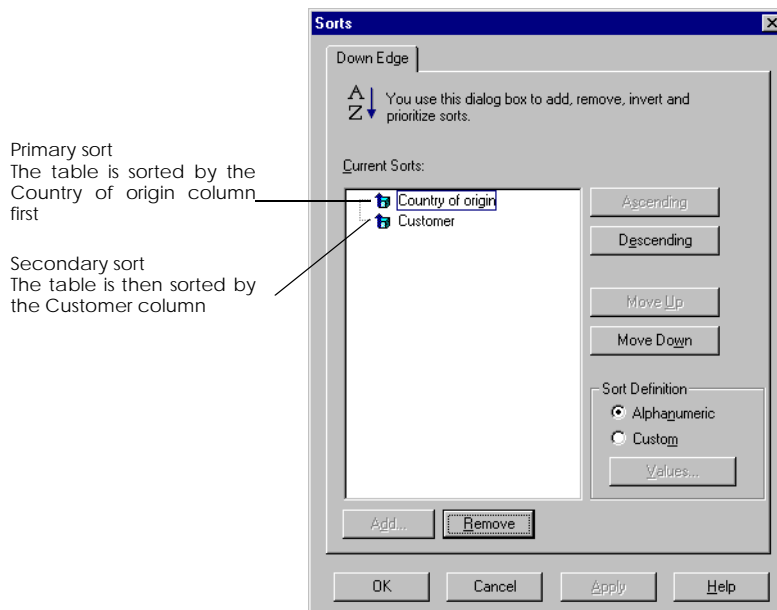 Sorts
Down Edge
A
Z
You use this dialog box to add, remove, invert and
prioritize sorts.
Primary sort
The table is sorted by the
Country of origin column
first
Secondary sort
The table is then sorted by
the Customer column
Current Sorts:
Country of origin
Customer
Ascending
Descending
Move Up
Move Down
Sort Definition
Alphanumeric
Custom
Values...
Add...
Remove
OK
Cancel
Apply
Help